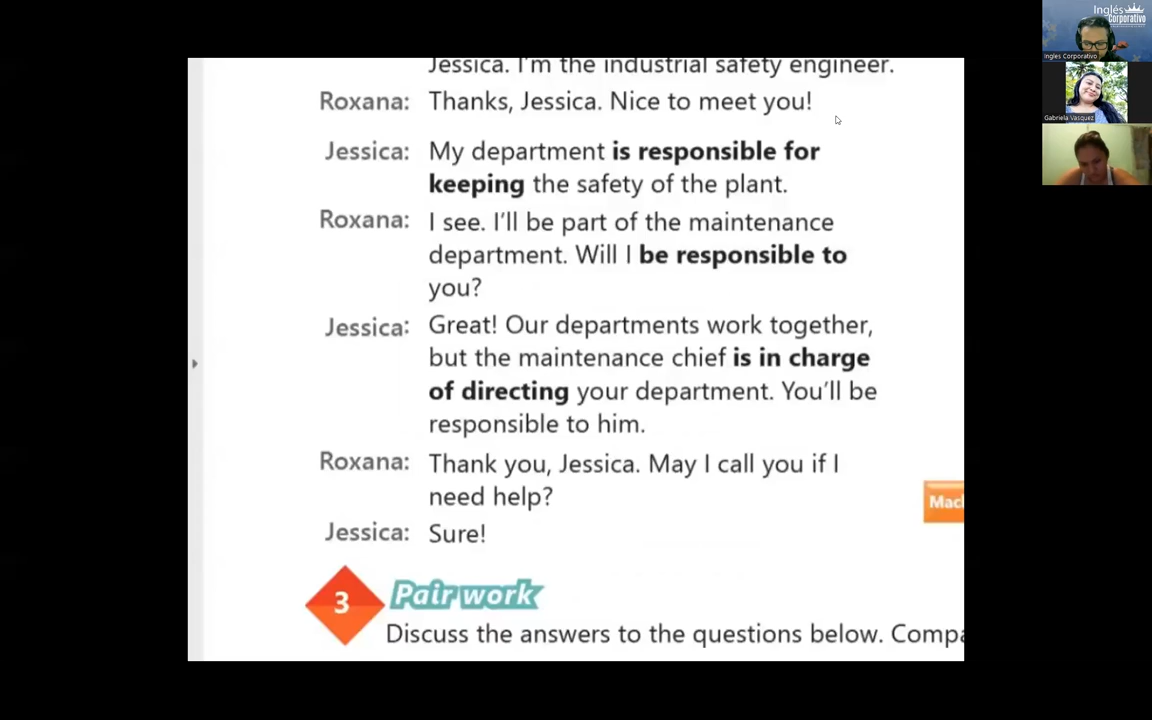 Inglés
Corporativo
Ingles Corporativo
Gabriela Vasquez
Jessica. I'm the industrial safety engineer.
Roxana: Thanks, Jessica. Nice to meet you!
Jessica: My department is responsible for
keeping the safety of the plant.
Roxana: I see. I'll be part of the maintenance
department. Will I be responsible to
you?
Jessica: Great! Our departments work together,
but the maintenance chief is in charge
of directing your department. You'll be
responsible to him.
Roxana: Thank you, Jessica. May I call you if I
need help?
Jessica: Sure!
3 Pair work
Discuss the answers to the questions below.